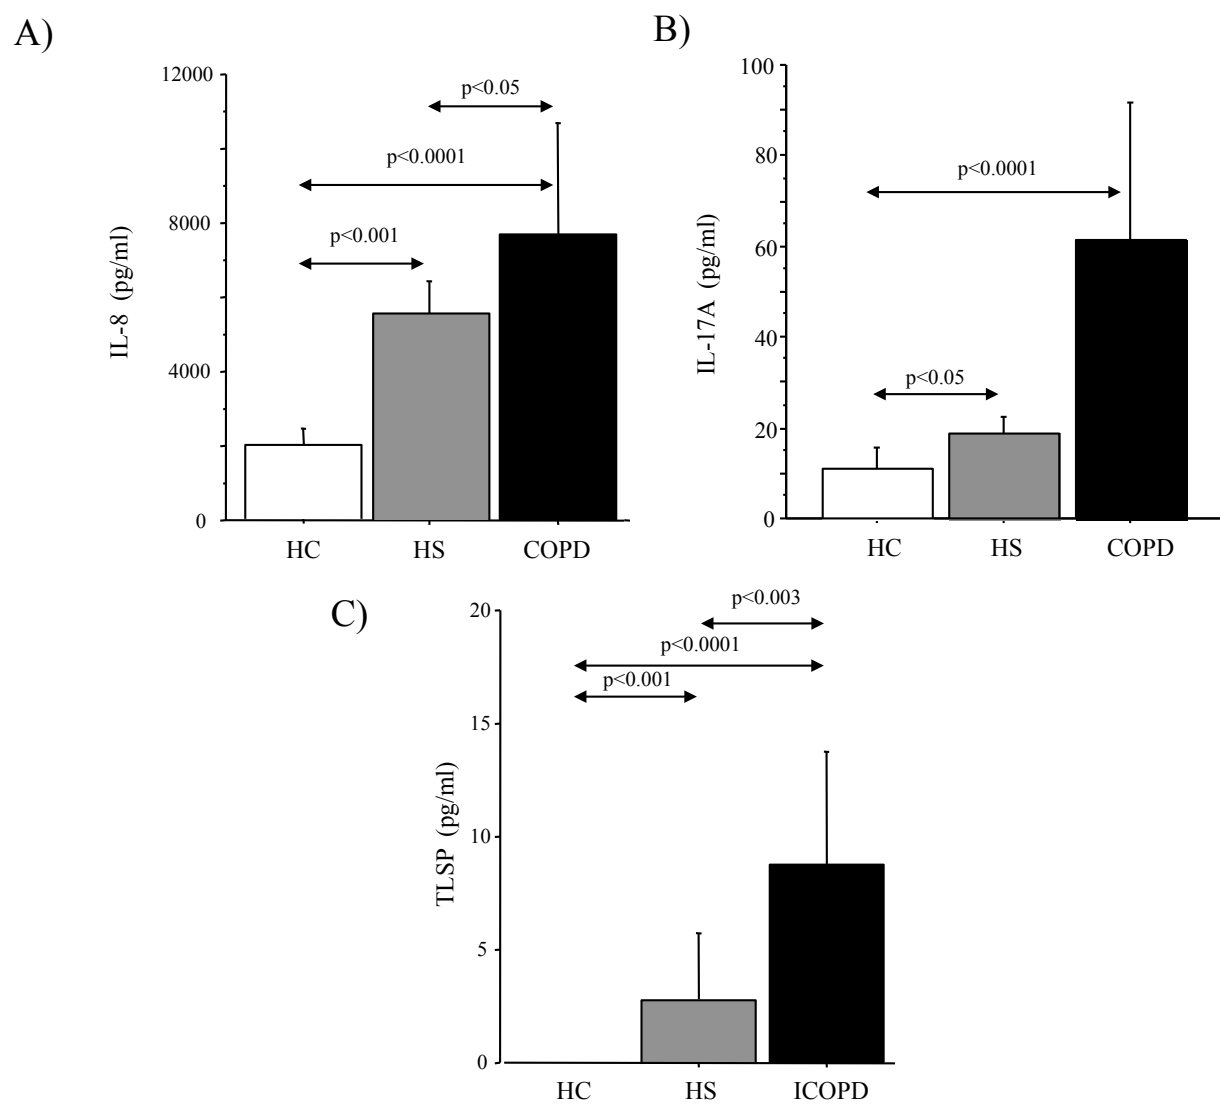 A)
12000
8000
4000
0
IL-8 (pg/ml)
p<0.05
p<0.0001
p<0.001
HC HS COPD
B)
100
80
60
40
20
0
IL-17A (pg/ml)
p<0.0001
p<0.05
HC HS COPD
C)
20
15
10
5
0
TLSP (pg/ml)
p<0.003
p<0.0001
p<0.001
HC HS ICOPD